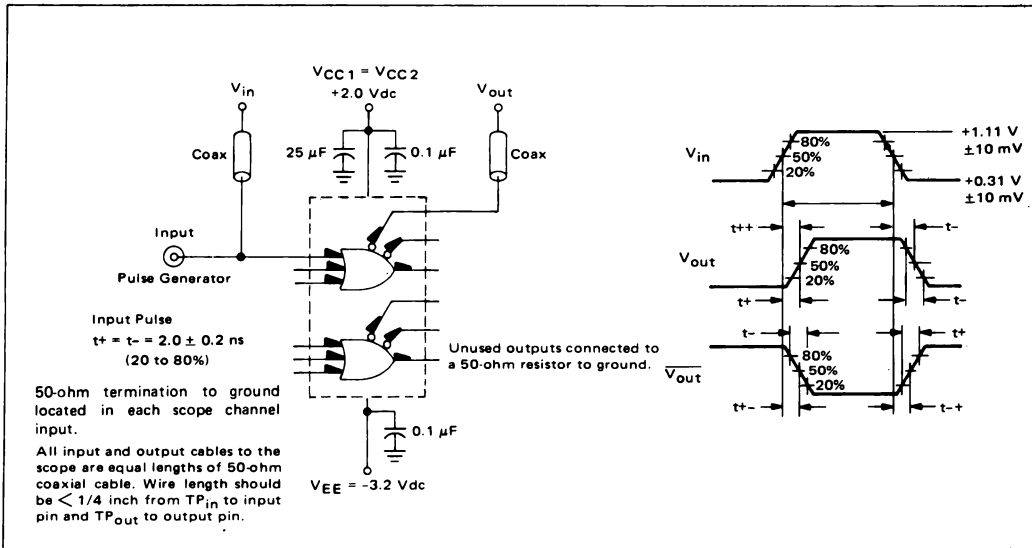 VCC1 = VCC2
+2.0 Vdc
Vin
Vout
Coax
25 μF
0.1 μF
Coax
Input
Pulse Generator
Input Pulse
t+ = t- = 2.0 ± 0.2 ns
(20 to 80%)
50-ohm termination to ground
located in each scope channel
input.
All input and output cables to the
scope are equal lengths of 50-ohm
coaxial cable. Wire length should
be < 1/4 inch from TPin to input
pin and TPout to output pin.
Unused outputs connected to
a 50-ohm resistor to ground.
0.1 μF
VEE = -3.2 Vdc
Vin
80%
50%
20%
+1.11 V
±10 mV
+0.31 V
±10 mV
t++
t-
Vout
80%
50%
20%
t+
t-
t-
t+
Vout
80%
50%
20%
t+-
t-+